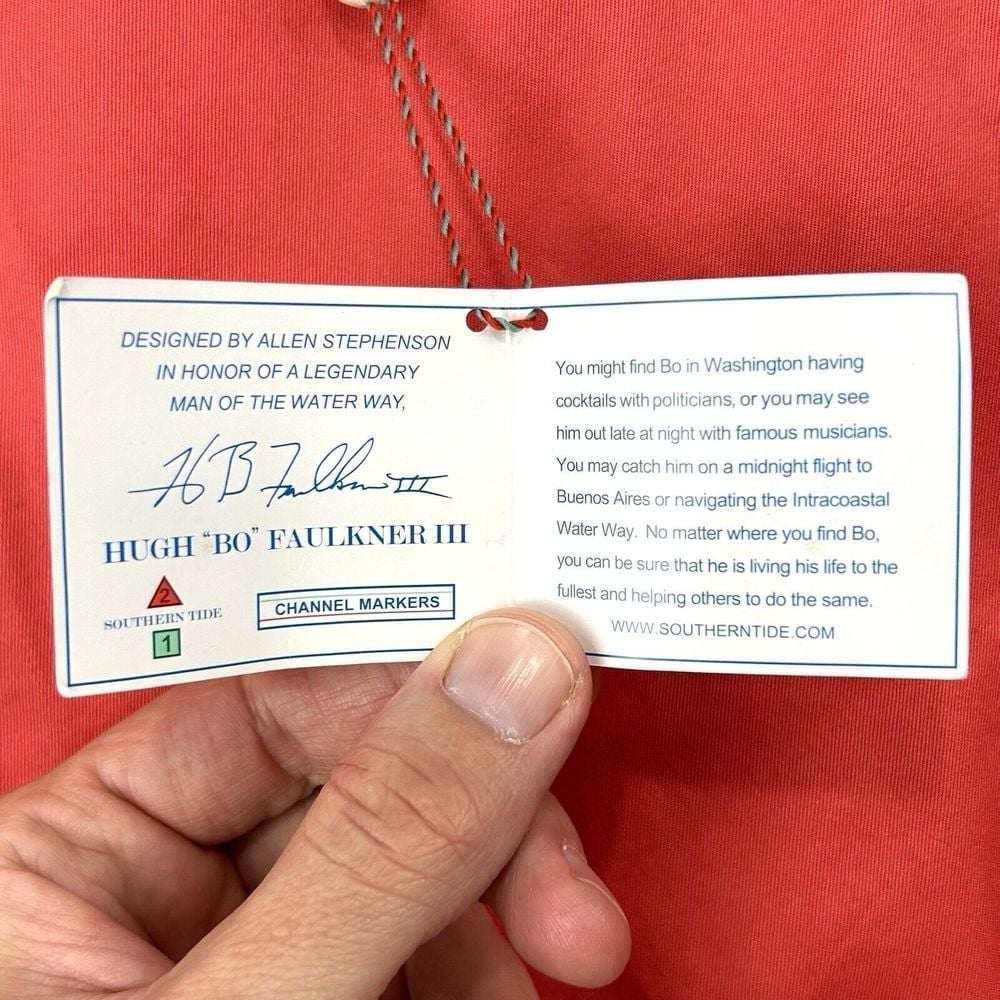 DESIGNED BY ALLEN STEPHENSON
IN HONOR OF A LEGENDARY
MAN OF THE WATER WAY,
H B Faulkner III
HUGH "BO" FAULKNER III
2
SOUTHERN TIDE
1
CHANNEL MARKERS
You might find Bo in Washington having
cocktails with politicians, or you may see
him out late at night with famous musicians.
You may catch him on a midnight flight to
Buenos Aires or navigating the Intracoastal
Water Way. No matter where you find Bo,
you can be sure that he is living his life to the
fullest and helping others to do the same.
WWW.SOUTHERNTIDE.COM